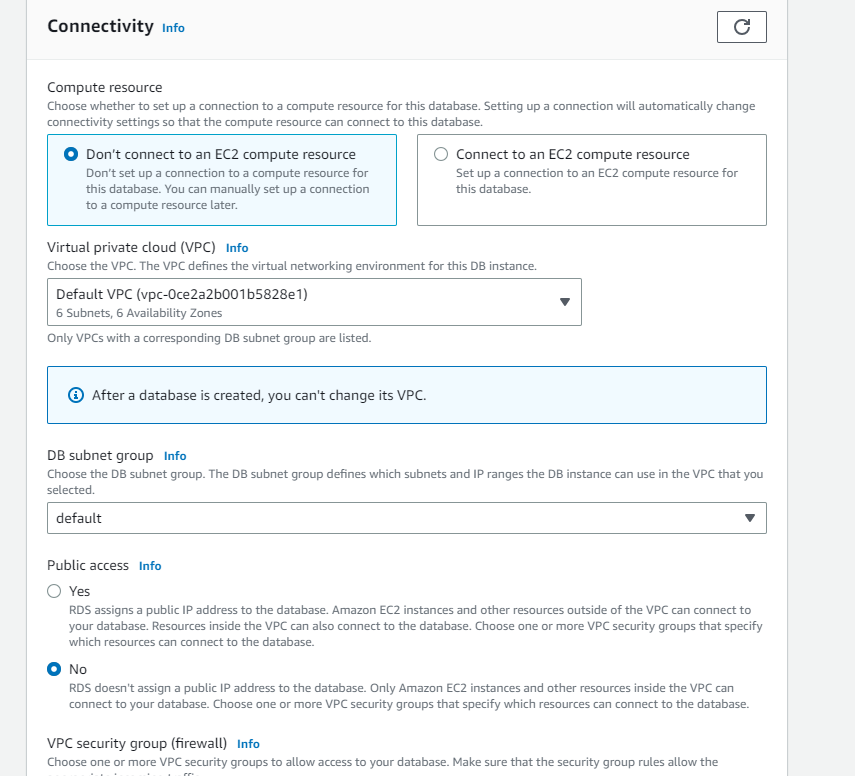 Connectivity Info
Compute resource
Choose whether to set up a connection to a compute resource for this database. Setting up a connection will automatically change
connectivity settings so that the compute resource can connect to this database.
Don't connect to an EC2 compute resource
Don't set up a connection to a compute resource for
this database. You can manually set up a connection
to a compute resource later.
Connect to an EC2 compute resource
Set up a connection to an EC2 compute resource for
this database.
Virtual private cloud (VPC) Info
Choose the VPC. The VPC defines the virtual networking environment for this DB instance.
Default VPC (vpc-0ce2a2b001b5828e1)
6 Subnets, 6 Availability Zones
Only VPCs with a corresponding DB subnet group are listed.
After a database is created, you can't change its VPC.
DB subnet group Info
Choose the DB subnet group. The DB subnet group defines which subnets and IP ranges the DB instance can use in the VPC that you
selected.
default
Public access Info
Yes
RDS assigns a public IP address to the database. Amazon EC2 instances and other resources outside of the VPC can connect to
your database. Resources inside the VPC can also connect to the database. Choose one or more VPC security groups that specify
which resources can connect to the database.
No
RDS doesn't assign a public IP address to the database. Only Amazon EC2 instances and other resources inside the VPC can
connect to your database. Choose one or more VPC security groups that specify which resources can connect to the database.
VPC security group (firewall) Info
Choose one or more VPC security groups to allow access to your database. Make sure that the security group rules allow the